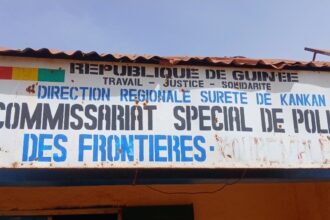 REPUBLIQUE DE GUINEE
TRAVAIL - JUSTICE - SOLIDARITE
DIRECTION REGIONALE SURETE DE KANKAN
COMMISSARIAT SPECIAL DE POLI
DES FRONTIERES